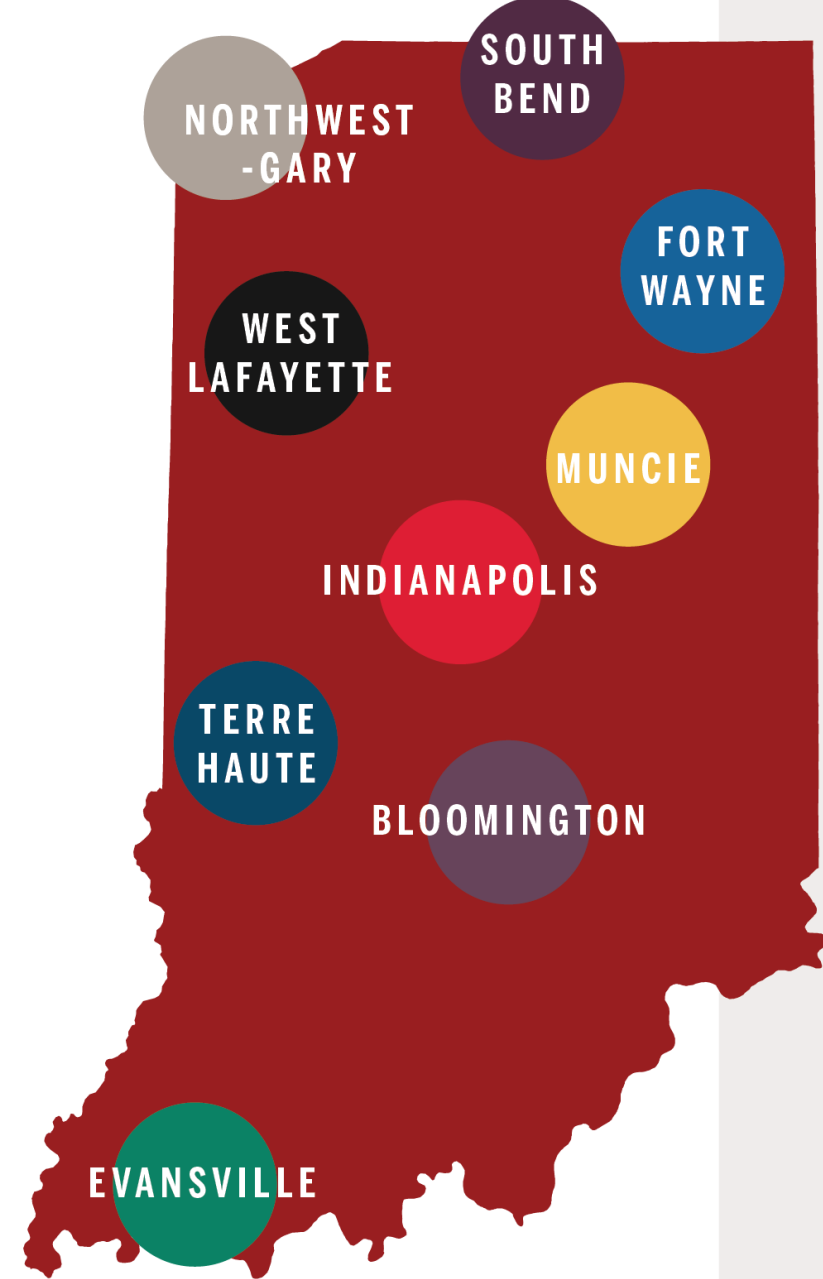 SOUTH
BEND
NORTHWEST
-GARY
FORT
WAYNE
WEST
LAFAYETTE
MUNCIE
INDIANAPOLIS
TERRE
HAUTE
BLOOMINGTON
EVANSVILLE